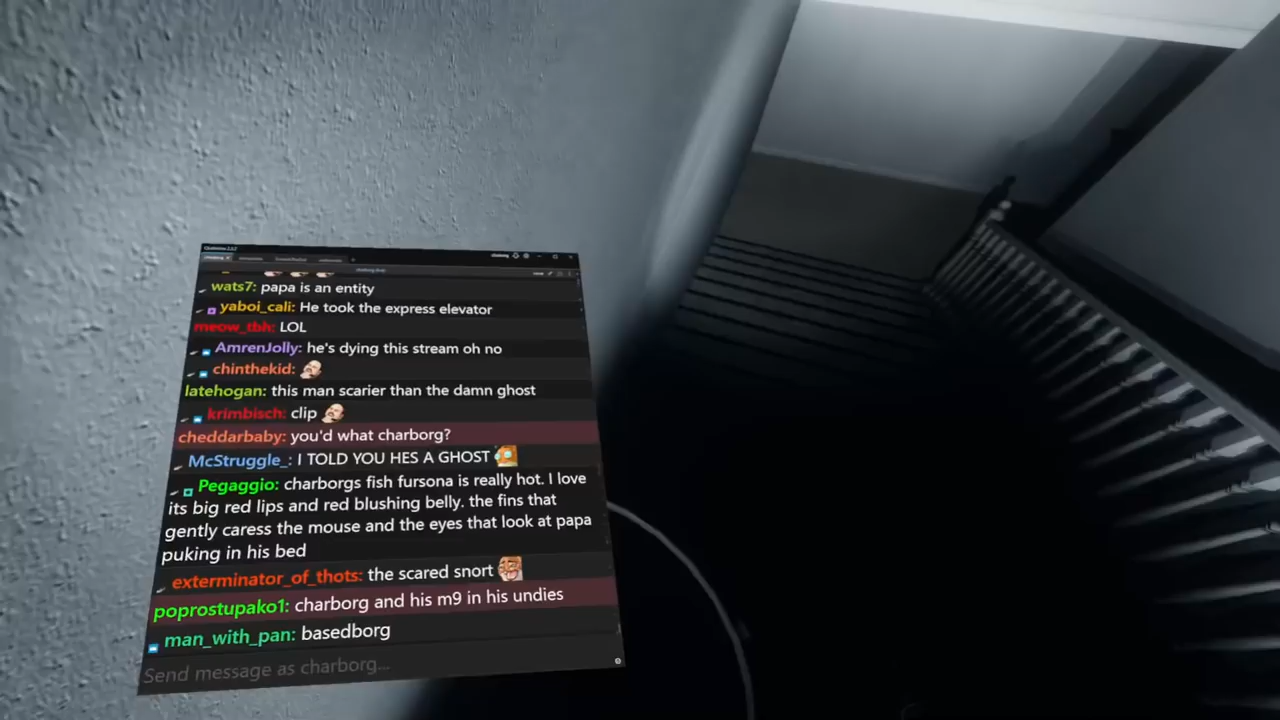 wats7: papa is an entity
yaboi_cali: He took the express elevator
meow_tbh: LOL
AmrenJolly: he's dying this stream oh no
chinthekid:
latehogan: this man scarier than the damn ghost
krimbisch: clip
cheddarbaby: you'd what charborg?
McStruggle_: I TOLD YOU HES A GHOST
Pegaggio: charborgs fish fursona is really hot. I love
its big red lips and red blushing belly. the fins that
gently caress the mouse and the eyes that look at papa
puking in his bed
exterminator_of_thots: the scared snort
poprostupako1: charborg and his m9 in his undies
man_with_pan: basedborg
Send message as charborg...